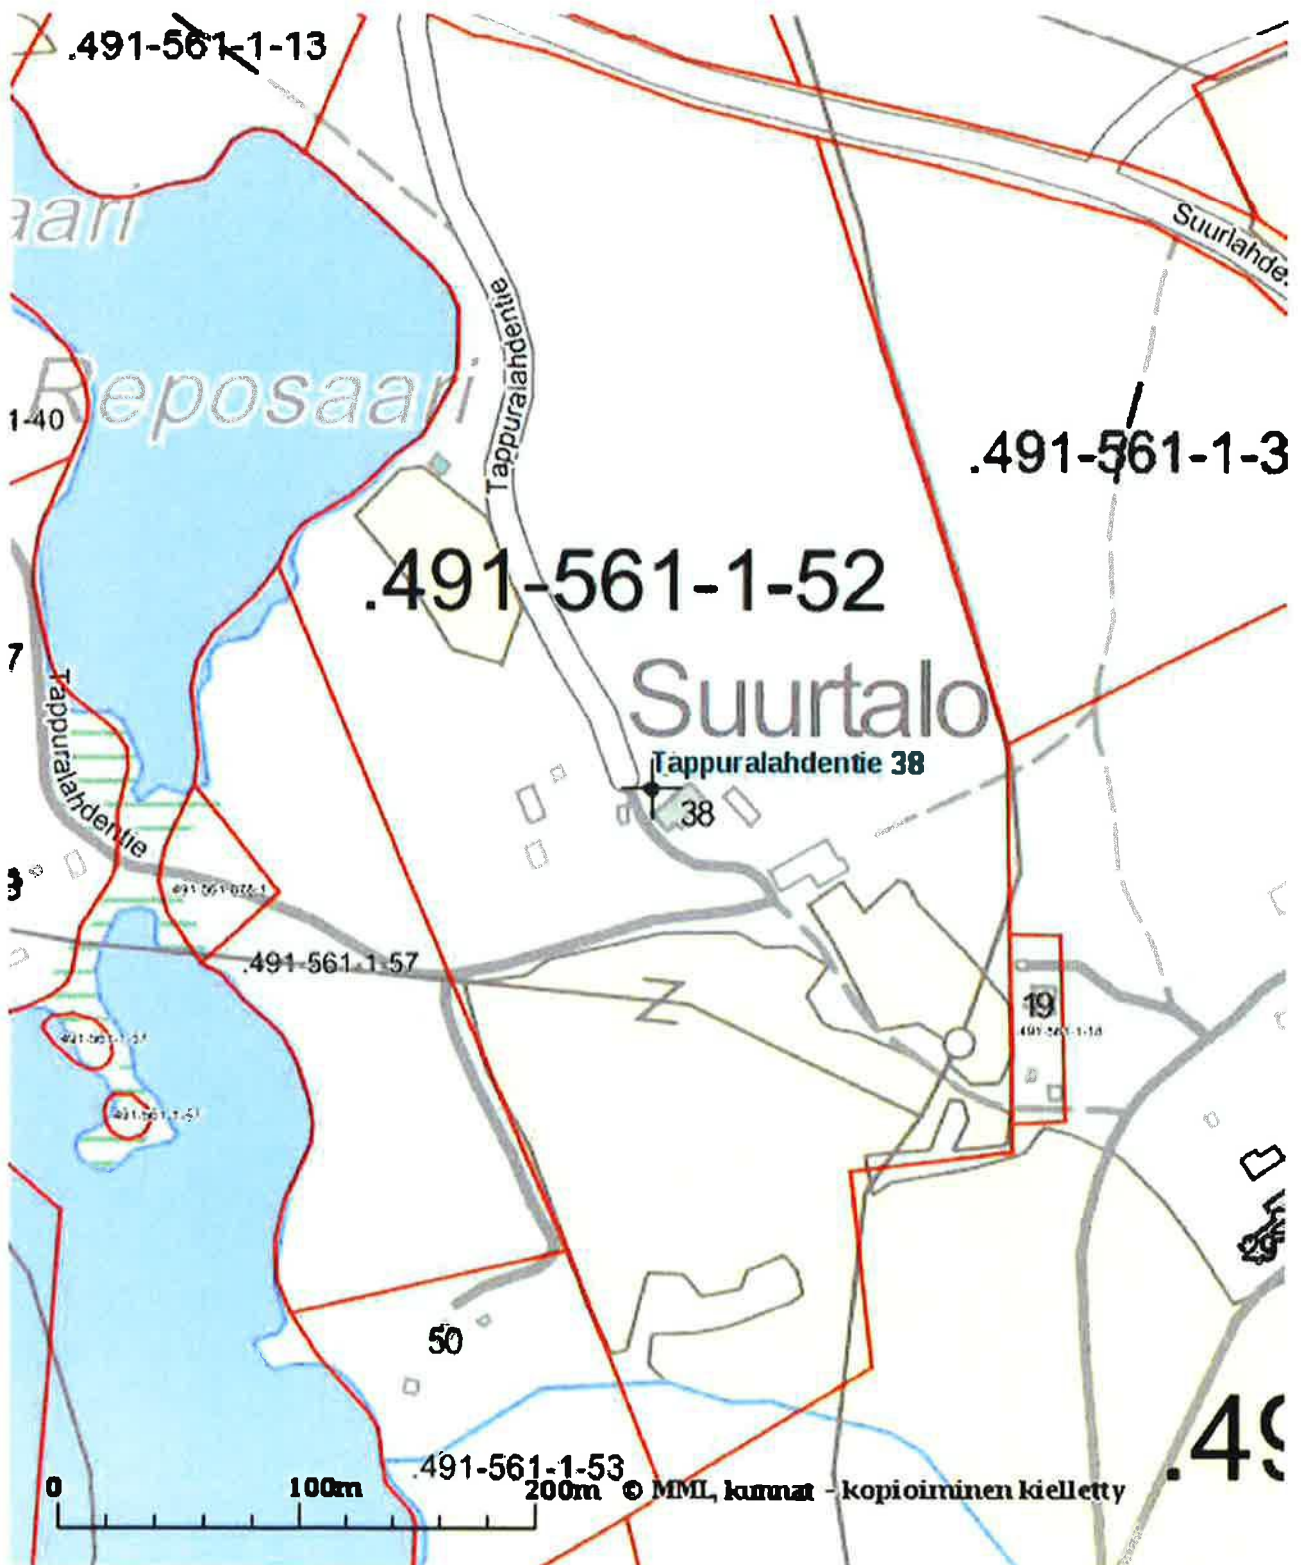 .491-561-1-13
aari
Suurlahde.
Tappuralahdentie
Reposaari
1-40
.491-561-1-3
.491-561-1-52
7
Suurtalo
Tappuralahdentie
Tappuralahdentie 38
38
.491-561-1-57
19
50
.49
.491-561-1-53
0
100m
200m
© MML, kunnat - kopioiminen kielletty